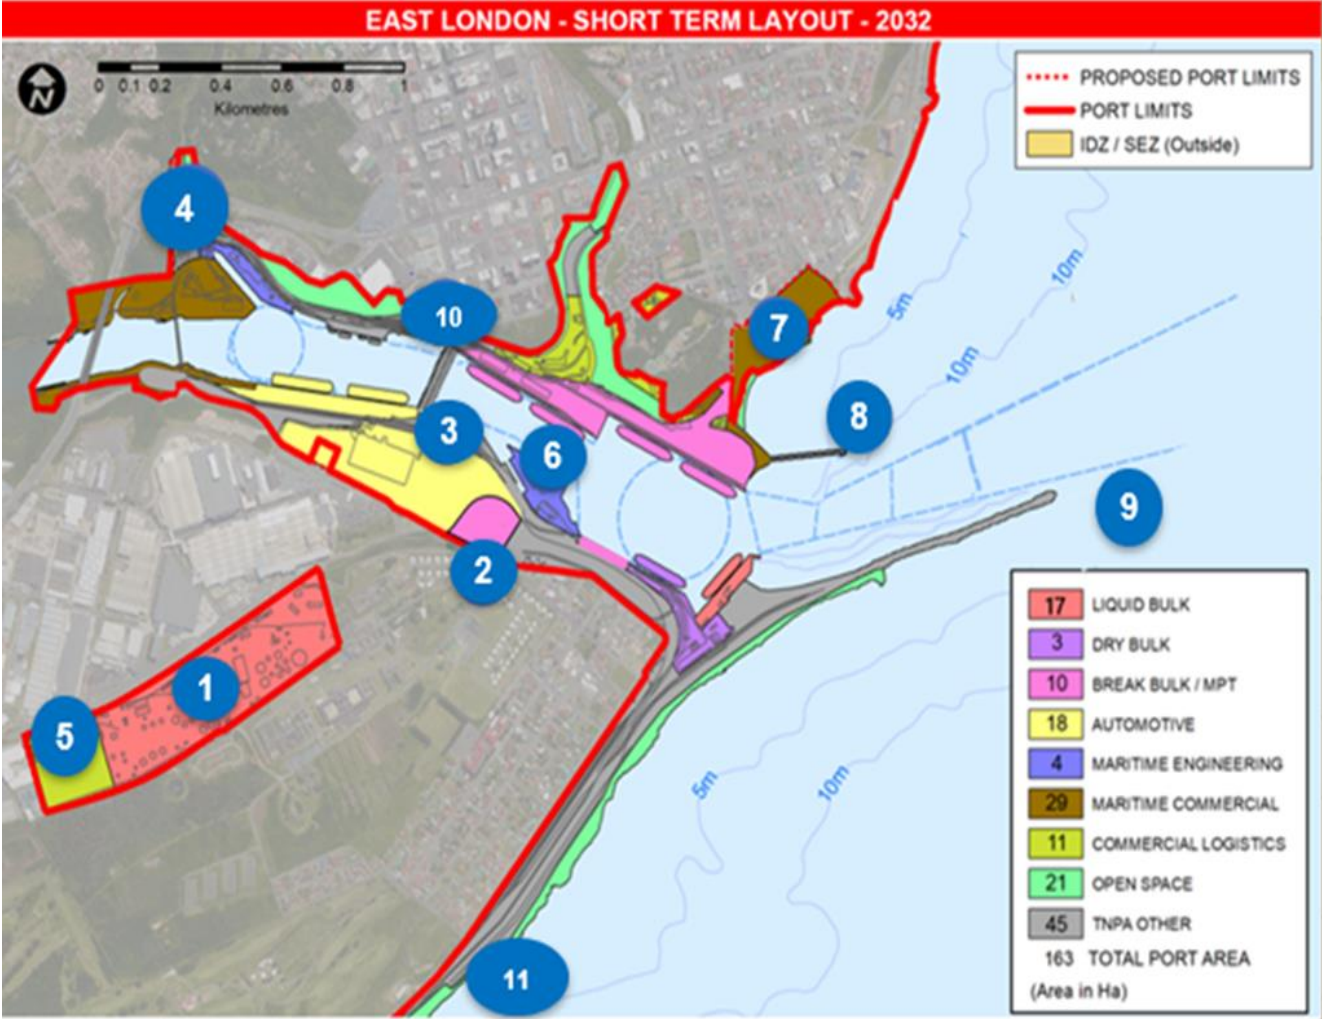 EAST LONDON - SHORT TERM LAYOUT - 2032
N
0 0.1 0.2 0.4 0.6 0.8 1
Kilometres
PROPOSED PORT LIMITS
PORT LIMITS
IDZ / SEZ (Outside)
4
10
7
5m
10m
10m
8
3
6
9
2
1
5
5m
10m
11
17 LIQUID BULK
3 DRY BULK
10 BREAK BULK / MPT
18 AUTOMOTIVE
4 MARITIME ENGINEERING
29 MARITIME COMMERCIAL
11 COMMERCIAL LOGISTICS
21 OPEN SPACE
45 TNPA OTHER
163 TOTAL PORT AREA
(Area in Ha)